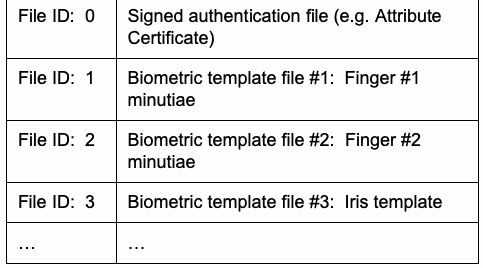 File ID:  0
Signed authentication file (e.g. Attribute
Certificate)
File ID:  1
Biometric template file #1:  Finger #1
minutiae
File ID:  2
Biometric template file #2:  Finger #2
minutiae
File ID:  3
Biometric template file #3:  Iris template
…
…